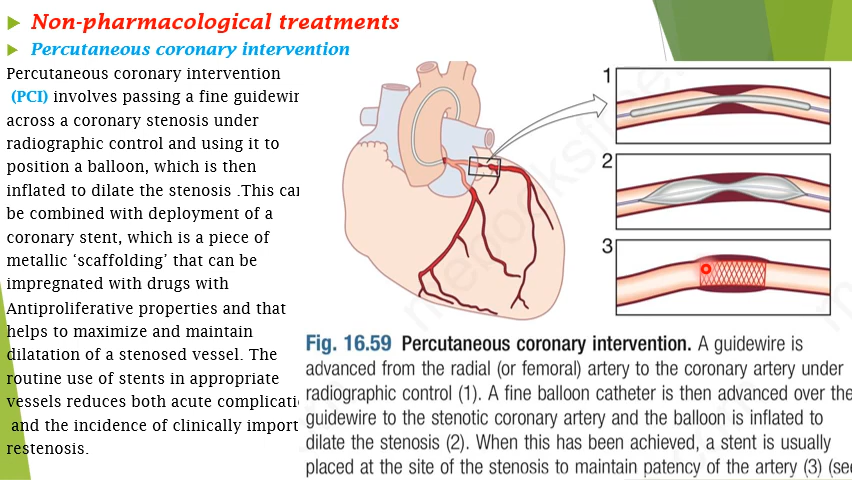 Non-pharmacological treatments
Percutaneous coronary intervention
Percutaneous coronary intervention
(PCI) involves passing a fine guidewir
across a coronary stenosis under
radiographic control and using it to
position a balloon, which is then
inflated to dilate the stenosis .This can
be combined with deployment of a
coronary stent, which is a piece of
metallic ‘scaffolding’ that can be
impregnated with drugs with
Antiproliferative properties and that
helps to maximize and maintain
dilatation of a stenosed vessel. The
routine use of stents in appropriate
vessels reduces both acute complicati
and the incidence of clinically import
restenosis.
1
2
3
Fig. 16.59 Percutaneous coronary intervention. A guidewire is
advanced from the radial (or femoral) artery to the coronary artery under
radiographic control (1). A fine balloon catheter is then advanced over the
guidewire to the stenotic coronary artery and the balloon is inflated to
dilate the stenosis (2). When this has been achieved, a stent is usually
placed at the site of the stenosis to maintain patency of the artery (3) (see